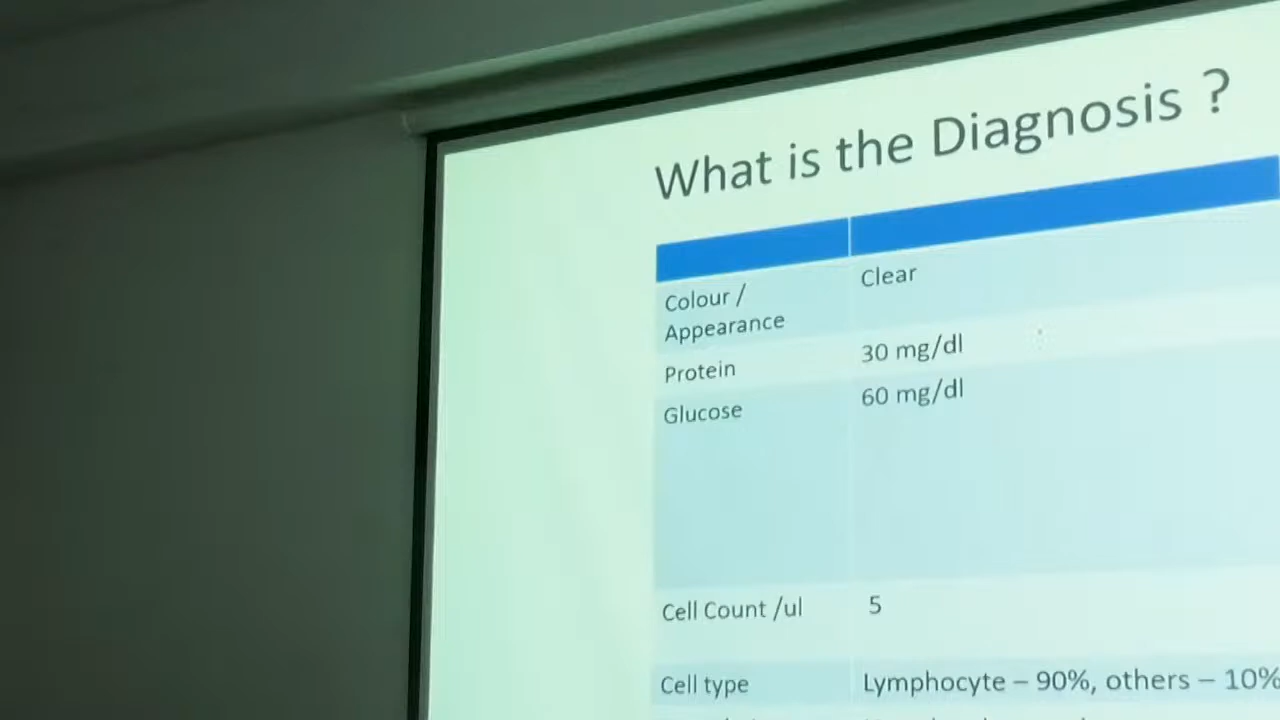 What is the Diagnosis ?
Colour /
Appearance
Clear
Protein
30 mg/dl
Glucose
60 mg/dl
Cell Count /ul
5
Cell type
Lymphocyte – 90%, others – 10%